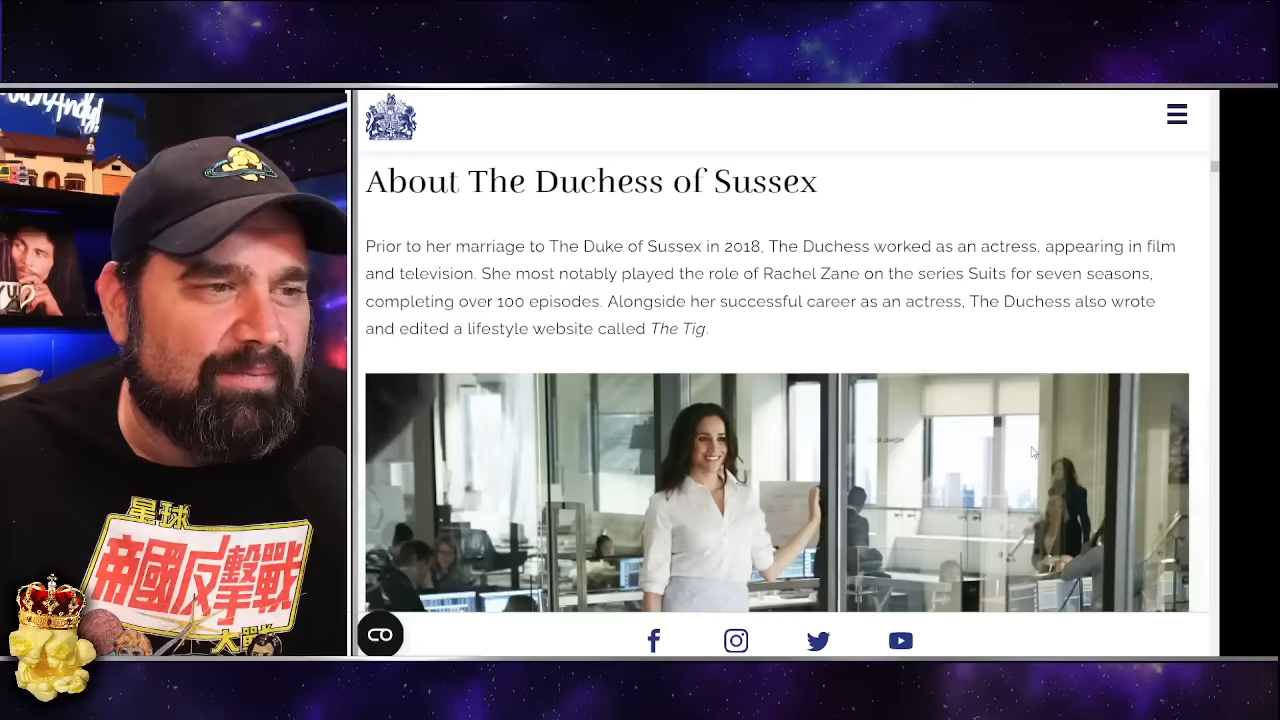 About The Duchess of Sussex
Prior to her marriage to The Duke of Sussex in 2018, The Duchess worked as an actress, appearing in film
and television. She most notably played the role of Rachel Zane on the series Suits for seven seasons,
completing over 100 episodes. Alongside her successful career as an actress, The Duchess also wrote
and edited a lifestyle website called The Tig.
星球
帝國反擊戰
大